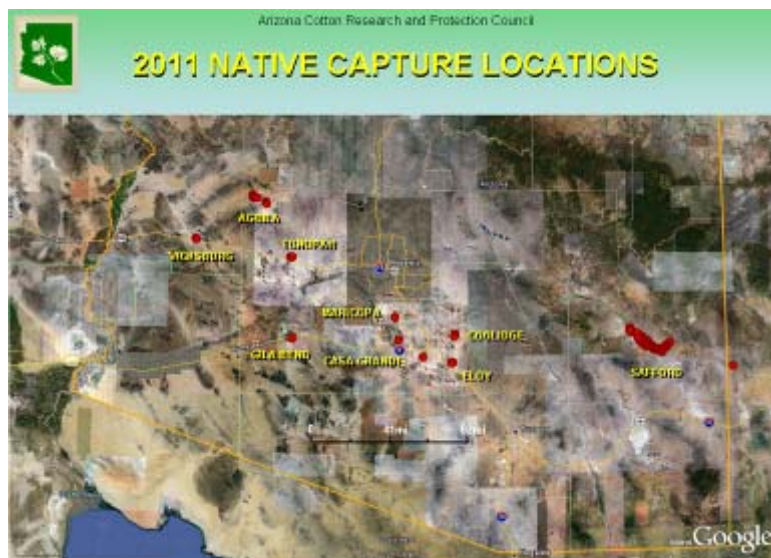 Arizona Cotton Research and Protection Council
2011 NATIVE CAPTURE LOCATIONS
AGUILA
VICKSBURG
TONOPAH
MARICOPA
COOLIDGE
GILA BEND
CASA GRANDE
ELOY
SAFFORD
Google